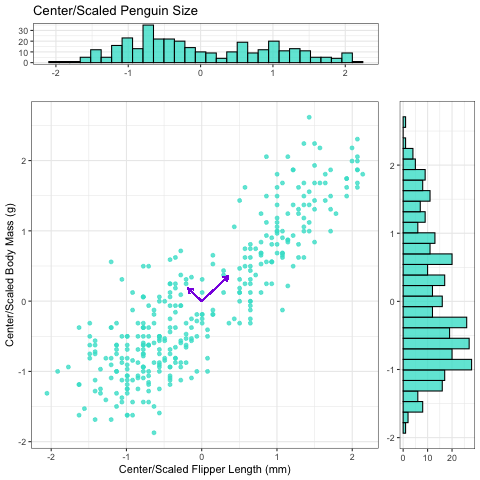 Center/Scaled Penguin Size
30
20
10
0
-2 -1 0 1 2
Center/Scaled Body Mass (g)
2
1
0
-1
-2
-2 -1 0 1 2
Center/Scaled Flipper Length (mm)
2
1
0
-1
-2
0 10 20